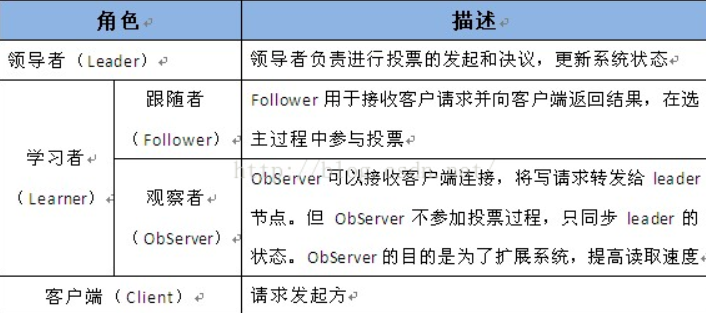 角色
描述
领导者（Leader）
领导者负责进行投票的发起和决议，更新系统状态
学习者
（Learner）
跟随者
（Follower）
Follower 用于接收客户请求并向客户端返回结果，在选
主过程中参与投票
观察者
（ObServer）
ObServer 可以接收客户端连接，将写请求转发给 leader
节点。但 ObServer 不参加投票过程，只同步 leader 的
状态。ObServer 的目的是为了扩展系统，提高读取速度
客户端（Client）
请求发起方
http://blog.csdn.net/